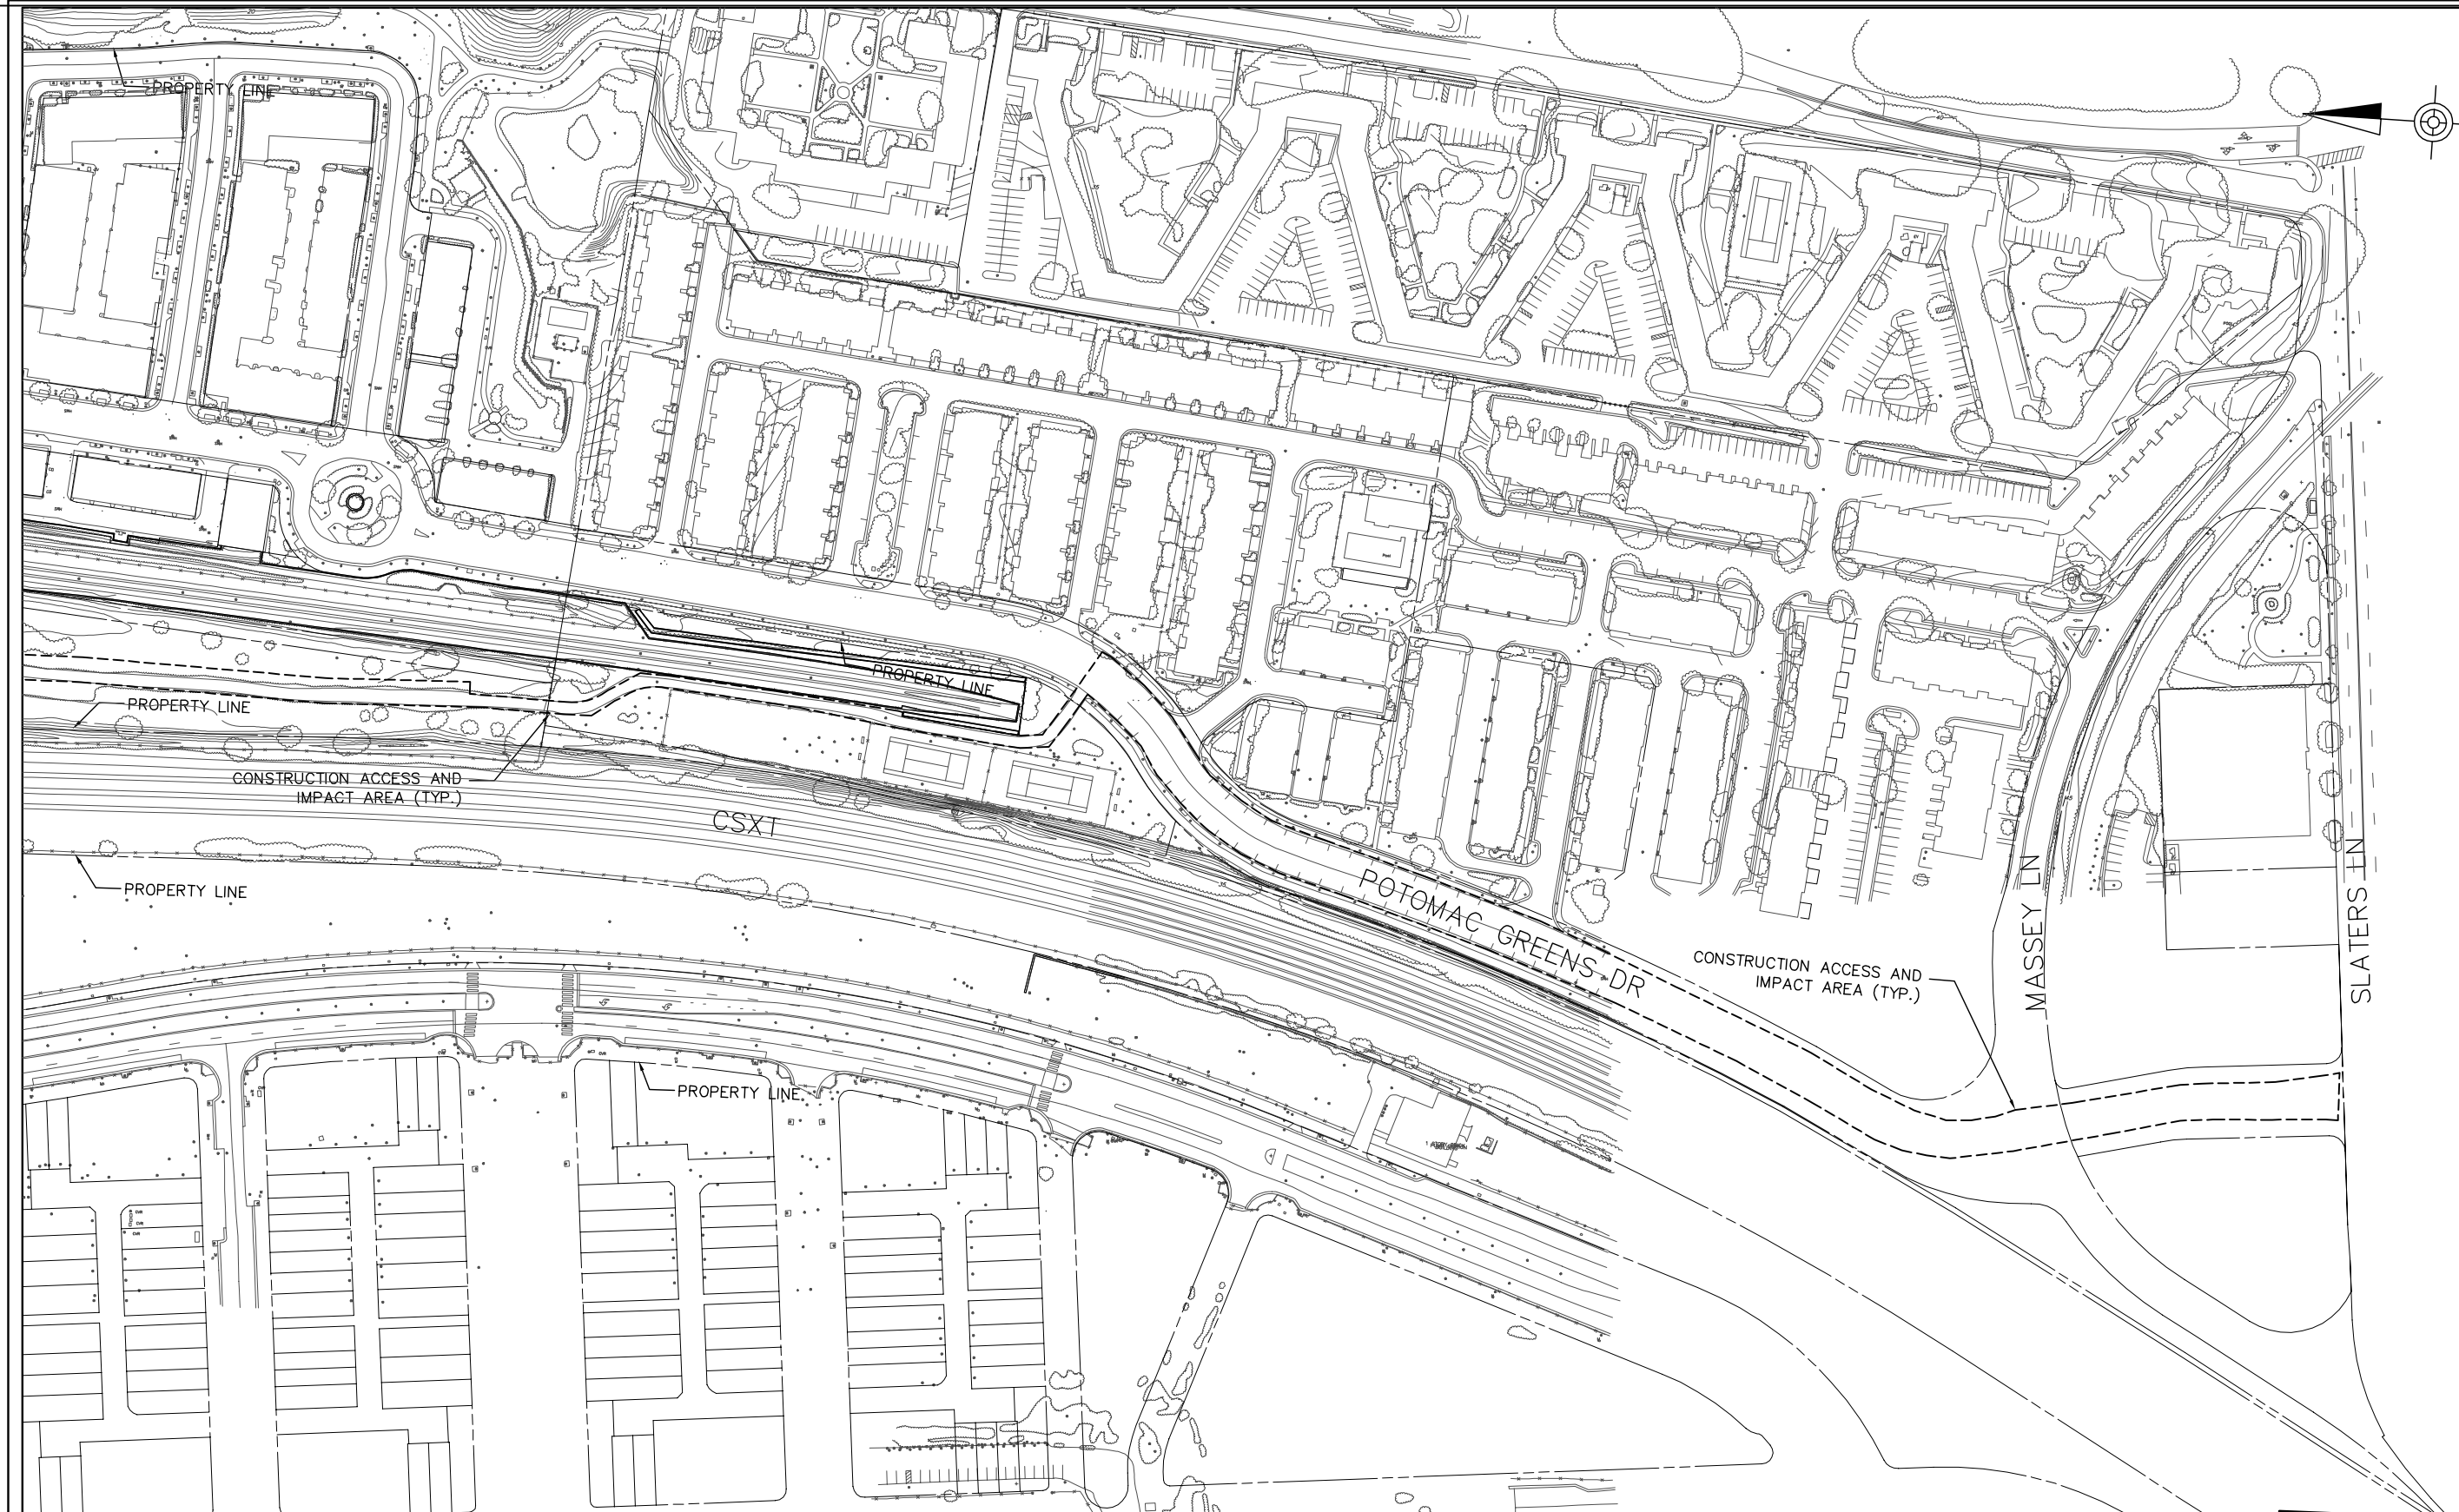 PROPERTY LINE
PROPERTY LINE
PROPERTY LINE
CONSTRUCTION ACCESS AND
IMPACT AREA (TYP.)
CSXT
PROPERTY LINE
POTOMAC GREENS DR
CONSTRUCTION ACCESS AND
IMPACT AREA (TYP.)
MASSEY LN
SLATERS LN
PROPERTY LINE